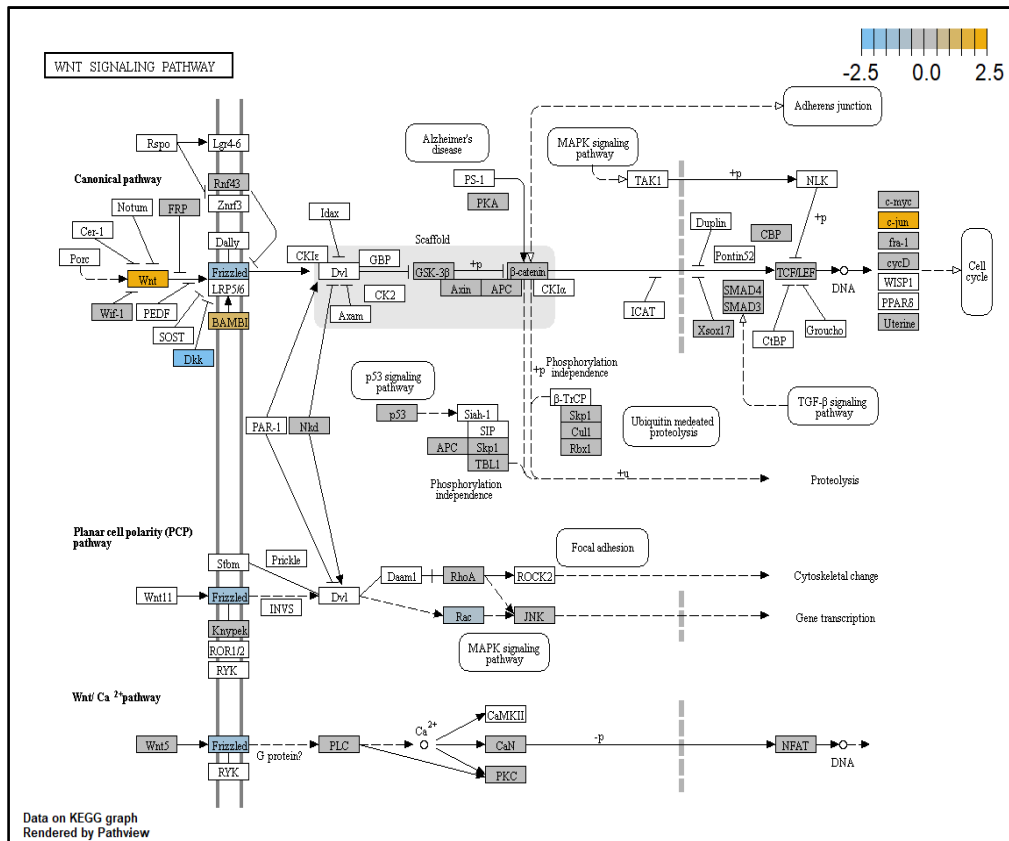 WNT SIGNALING PATHWAY
-2.5 0.0 2.5
Adherens junction
Alzheimer's
disease
MAPK signaling
pathway
Rspo
Lgr4-6
PS-1
TAK1
+p
NLK
Canonical pathway
Rnf43
PKA
c-myc
Notum
FRP
Znrf3
Idax
Duplin
+p
c-jun
Cer-1
Dally
Scaffold
CBP
fra-1
Porc
CKIε
GBP
Pontin52
cycD
Cell
cycle
Wnt
Frizzled
Dvl
GSK-3β
+p
β-catenin
TCF/LEF
DNA
WISP1
LRP5/6
CK2
Axin
APC
CKIα
SMAD4
PPARδ
Wif-1
PEDF
BAMBI
Axam
ICAT
SMAD3
Uterine
SOST
Xsox17
CtBP
Groucho
Dkk
p53 signaling
pathway
+p
Phosphorylation
independence
TGF-β signaling
pathway
β-TrCP
PAR-1
Nkd
p53
Siah-1
Skp1
Ubiquitin medeated
proteolysis
SIP
Cul1
APC
Skp1
Rbx1
TBL1
+u
Proteolysis
Phosphorylation
independence
Planar cell polarity (PCP)
pathway
Focal adhesion
Stbm
Prickle
Daam1
RhoA
ROCK2
Cytoskeletal change
Wnt11
Frizzled
INVS
Dvl
Rac
JNK
Gene transcription
Knypek
ROR1/2
MAPK signaling
pathway
RYK
Wnt/ Ca 2+ pathway
CaMKII
Ca2+
Wnt5
Frizzled
G protein?
PLC
CaN
-p
NFAT
DNA
RYK
PKC
Data on KEGG graph
Rendered by Pathview